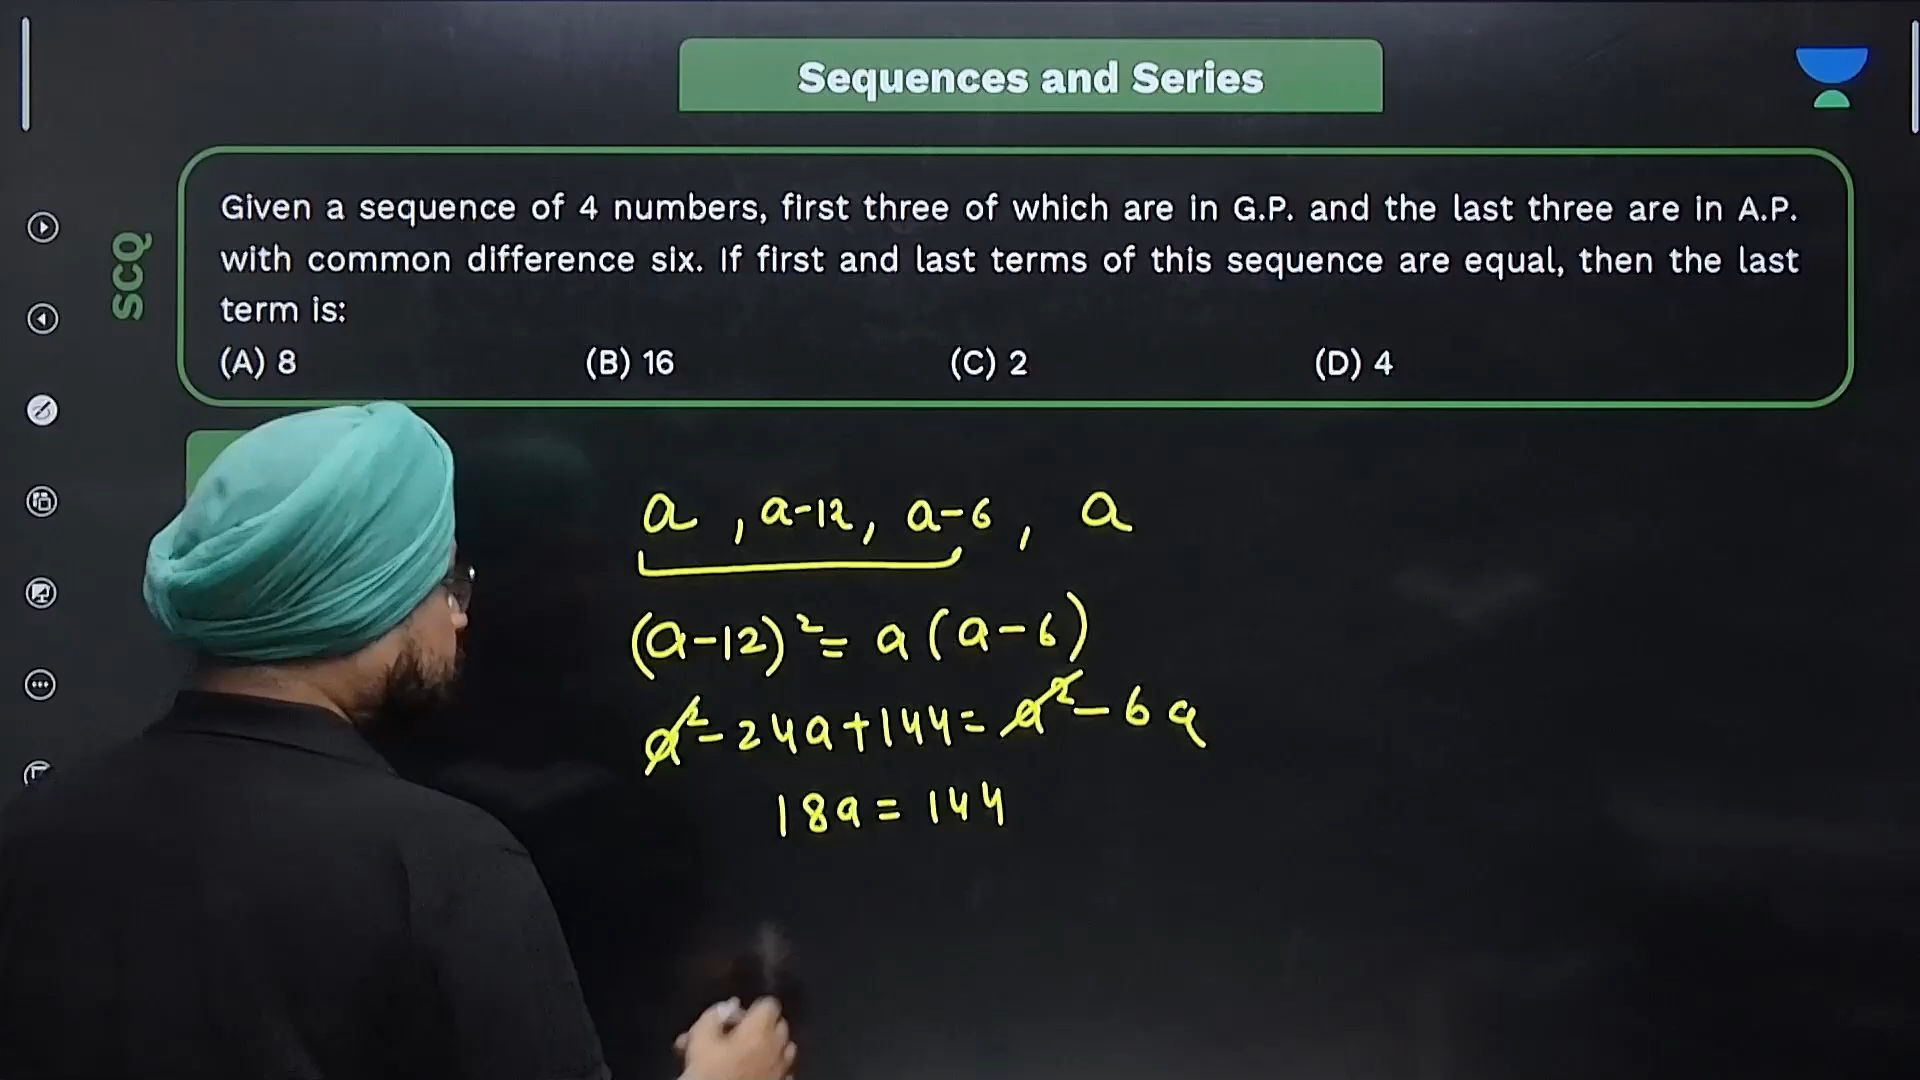 Sequences and Series
SCQ
Given a sequence of 4 numbers, first three of which are in G.P. and the last three are in A.P.
with common difference six. If first and last terms of this sequence are equal, then the last
term is:
(A) 8 (B) 16 (C) 2 (D) 4
a , a-12, a-6 , a
(a-12)² = a (a-6)
a² - 24a + 144 = a² - 6a
18a = 144